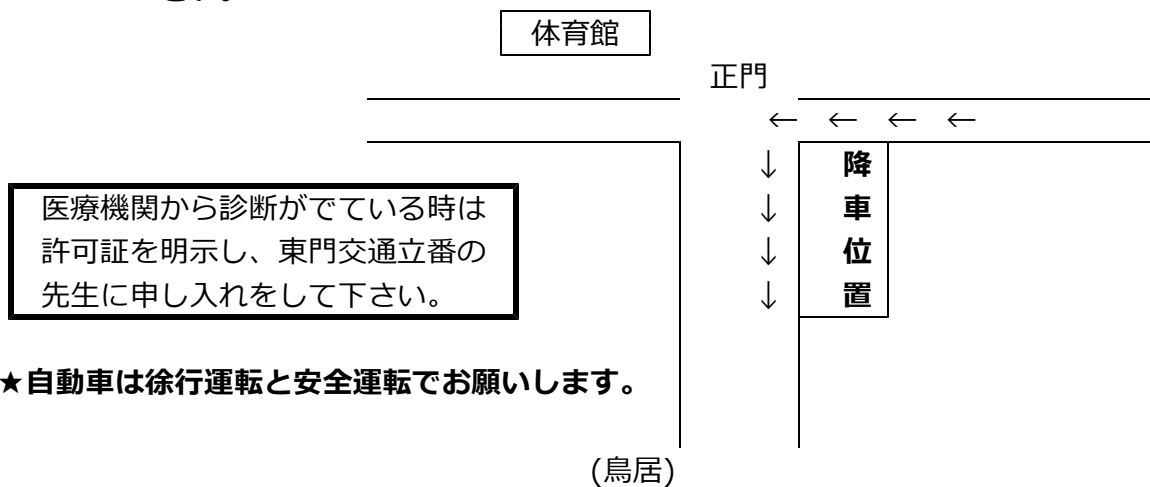 体育館
正門
← ← ← ←
↓ 降
↓ 車
↓ 位
↓ 置
医療機関から診断がでている時は
許可証を明示し、東門交通立番の
先生に申し入れをして下さい。
★自動車は徐行運転と安全運転でお願いします。
(鳥居)